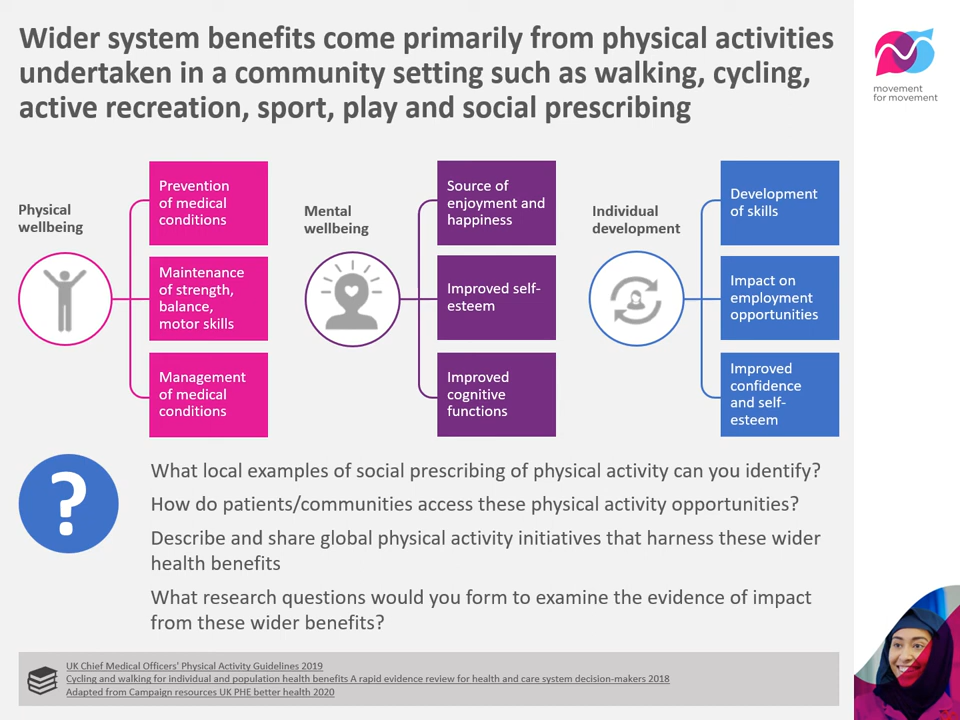 Wider system benefits come primarily from physical activities
undertaken in a community setting such as walking, cycling,
active recreation, sport, play and social prescribing
movement
for movement
Physical
wellbeing
Prevention
of medical
conditions
Maintenance
of strength,
balance,
motor skills
Management
of medical
conditions
Mental
wellbeing
Source of
enjoyment and
happiness
Improved self-
esteem
Improved
cognitive
functions
Individual
development
Development
of skills
Impact on
employment
opportunities
Improved
confidence
and self-
esteem
?
What local examples of social prescribing of physical activity can you identify?
How do patients/communities access these physical activity opportunities?
Describe and share global physical activity initiatives that harness these wider
health benefits
What research questions would you form to examine the evidence of impact
from these wider benefits?
UK Chief Medical Officers' Physical Activity Guidelines 2019
Cycling and walking for individual and population health benefits A rapid evidence review for health and care system decision-makers 2018
Adapted from Campaign resources UK PHE better health 2020